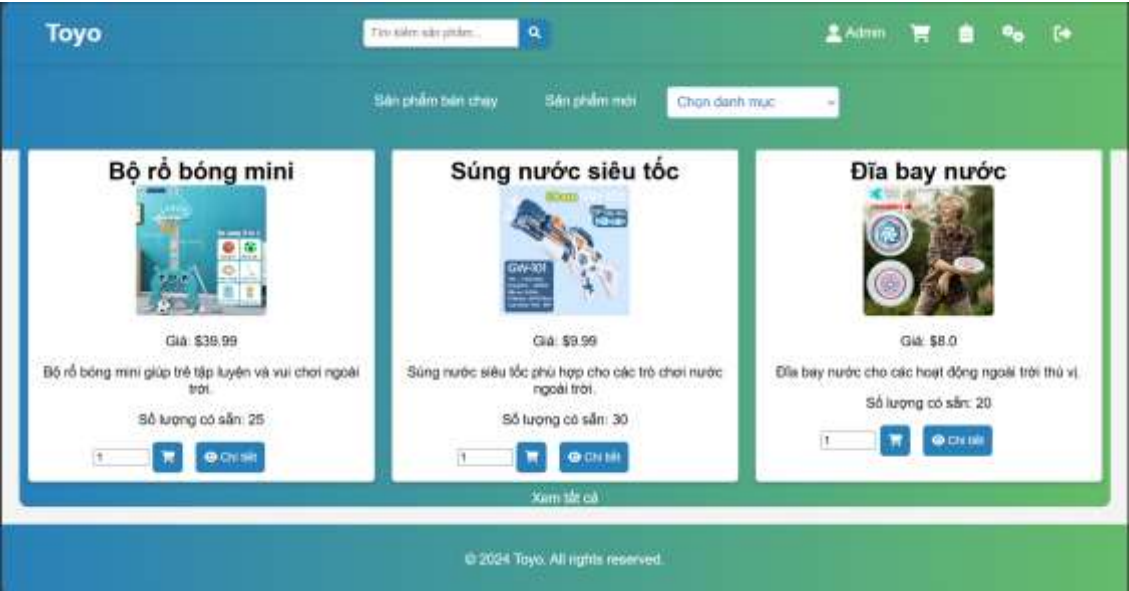 Toyo
Tìm kiếm sản phẩm...
Admin
Sản phẩm bán chạy
Sản phẩm mới
Chọn danh mục
Bộ rổ bóng mini
Súng nước siêu tốc
Đĩa bay nước
GW-101
Giá: $39.99
Giá: $9.99
Giá: $8.0
Bộ rổ bóng mini giúp trẻ tập luyện và vui chơi ngoài
trời.
Súng nước siêu tốc phù hợp cho các trò chơi nước
ngoài trời.
Đĩa bay nước cho các hoạt động ngoài trời thú vị.
Số lượng có sẵn: 25
Số lượng có sẵn: 30
Số lượng có sẵn: 20
1
Chi tiết
1
Chi tiết
1
Chi tiết
Xem tất cả
© 2024 Toyo. All rights reserved.